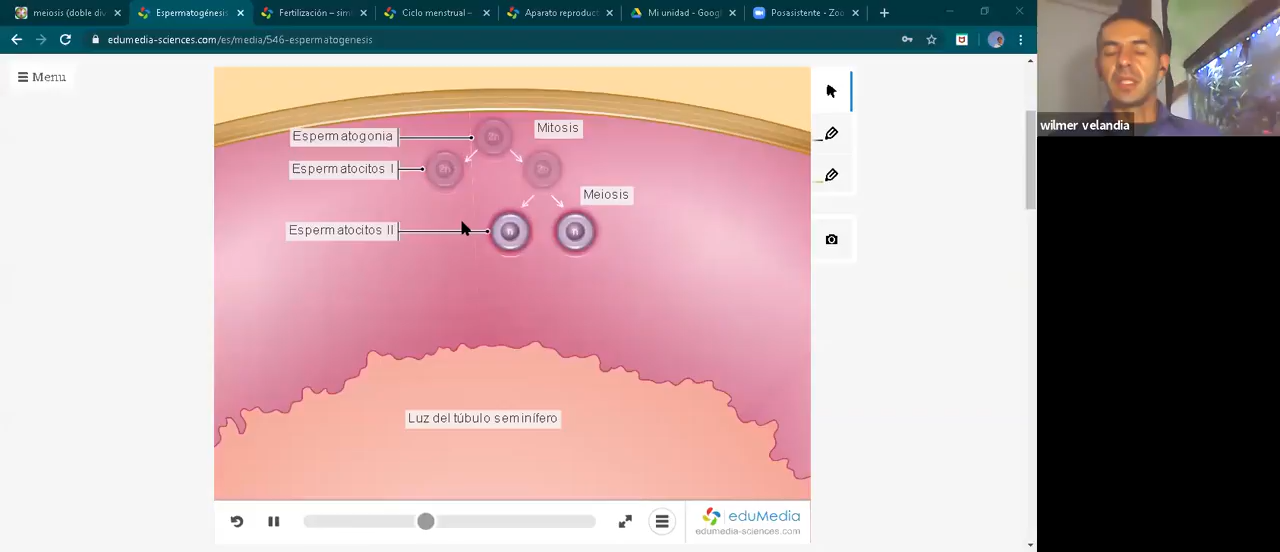 meiosis (doble div
Espermatogénesis
Fertilización – sim
Ciclo menstrual –
Aparato reproduct
Mi unidad - Googl
Posasistente - Zoo
edumedia-sciences.com/es/media/546-espermatogenesis
Menu
wilmer velandia
Espermatogonia
Mitosis
Espermatocitos I
Meiosis
Espermatocitos II
n
n
Luz del túbulo seminífero
eduMedia
edumedia-sciences.com